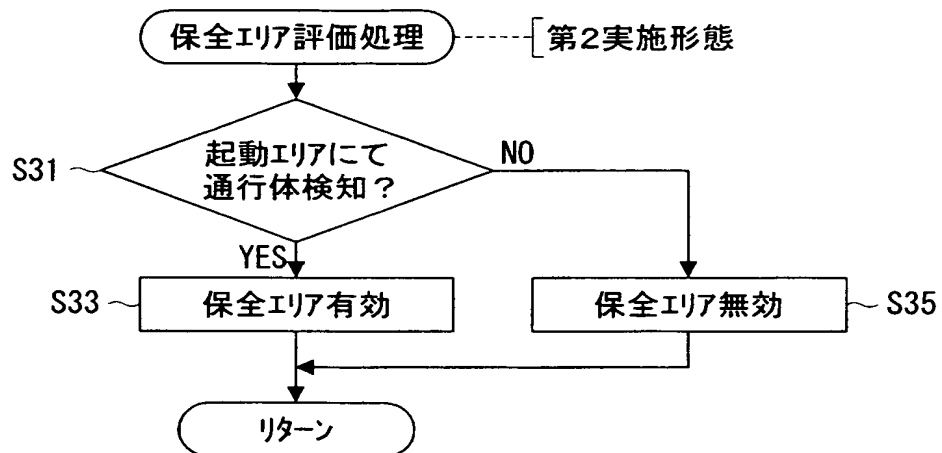 保全エリア評価処理
第2実施形態
S31
起動エリアにて
通行体検知?
NO
YES
S33
保全エリア有効
保全エリア無効
S35
リターン